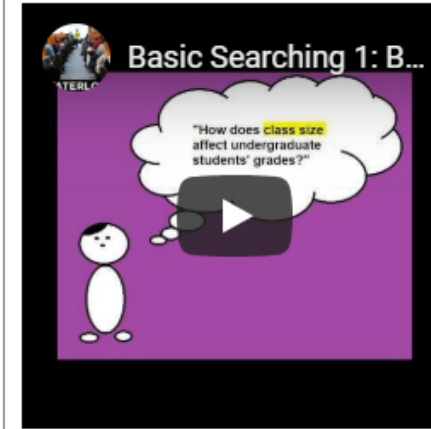 Basic Searching 1: B...
"How does class size
affect undergraduate
students' grades?"